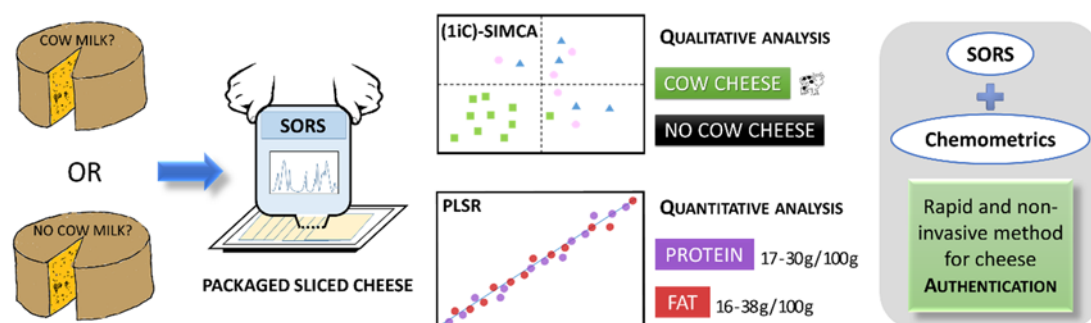 COW MILK?
OR
NO COW MILK?
SORS
PACKAGED SLICED CHEESE
(1iC)-SIMCA
QUALITATIVE ANALYSIS
COW CHEESE
NO COW CHEESE
PLSR
QUANTITATIVE ANALYSIS
PROTEIN 17-30g/100g
FAT 16-38g/100g
SORS
+
Chemometrics
Rapid and non-
invasive method
for cheese
AUTHENTICATION